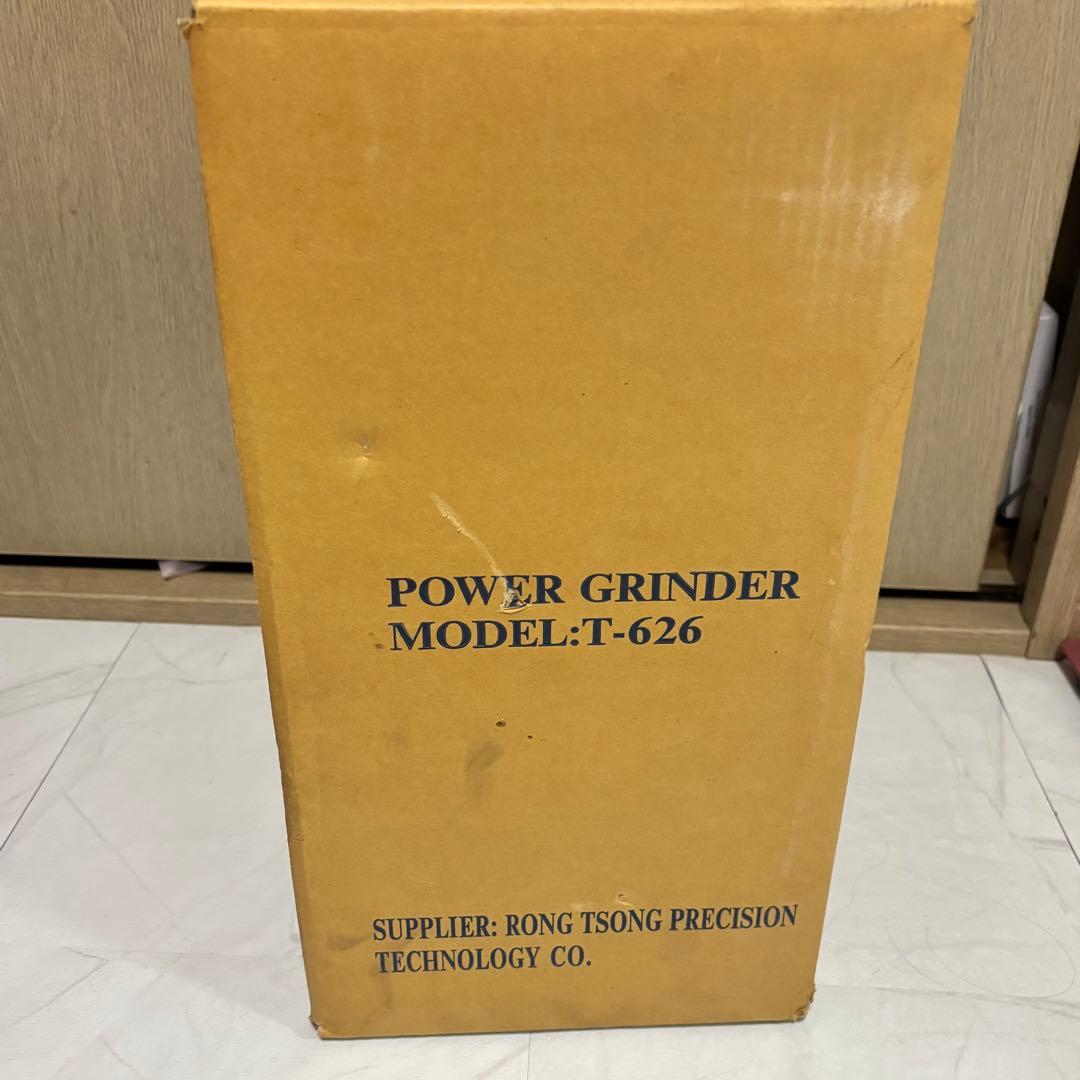 POWER GRINDER
MODEL:T-626
SUPPLIER: RONG TSONG PRECISION
TECHNOLOGY CO.